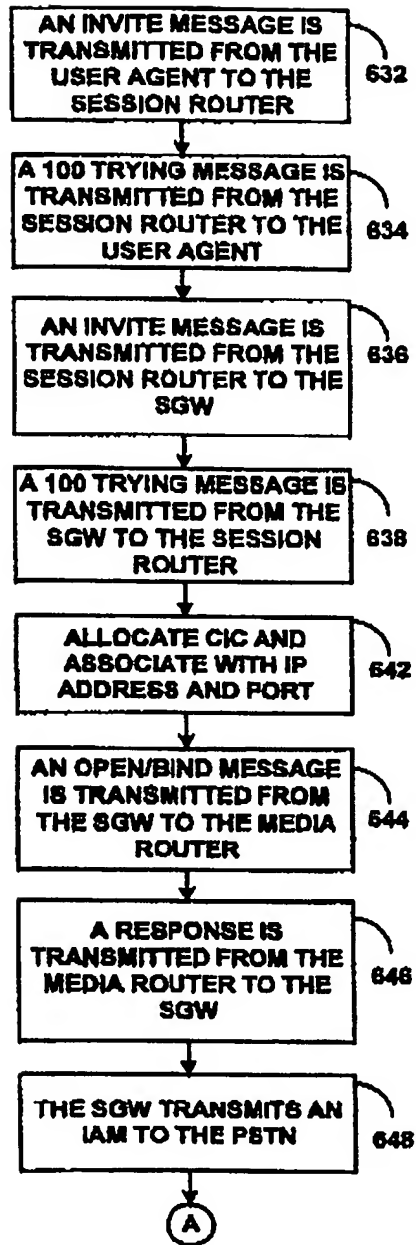 AN INVITE MESSAGE IS
TRANSMITTED FROM THE
USER AGENT TO THE
SESSION ROUTER
632
A 100 TRYING MESSAGE IS
TRANSMITTED FROM THE
SESSION ROUTER TO THE
USER AGENT
634
AN INVITE MESSAGE IS
TRANSMITTED FROM THE
SESSION ROUTER TO THE
SGW
636
A 100 TRYING MESSAGE IS
TRANSMITTED FROM THE
SGW TO THE SESSION
ROUTER
638
ALLOCATE CIC AND
ASSOCIATE WITH IP
ADDRESS AND PORT
642
AN OPEN/BIND MESSAGE
IS TRANSMITTED FROM
THE SGW TO THE MEDIA
ROUTER
644
A RESPONSE IS
TRANSMITTED FROM THE
MEDIA ROUTER TO THE
SGW
646
THE SGW TRANSMITS AN
IAM TO THE PSTN
648
A